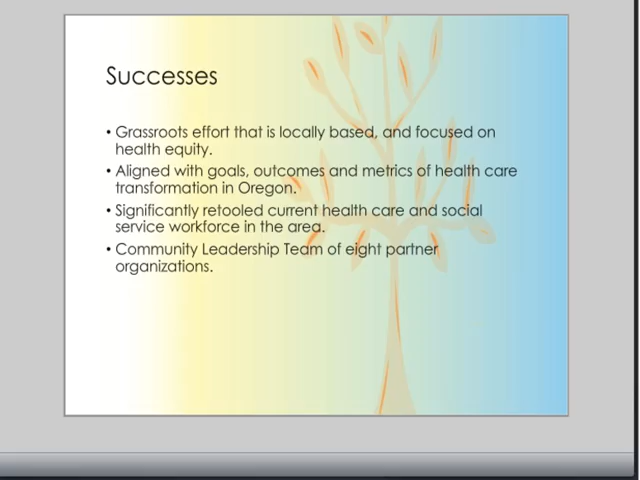 Successes
• Grassroots effort that is locally based, and focused on
health equity.
• Aligned with goals, outcomes and metrics of health care
transformation in Oregon.
• Significantly retooled current health care and social
service workforce in the area.
• Community Leadership Team of eight partner
organizations.